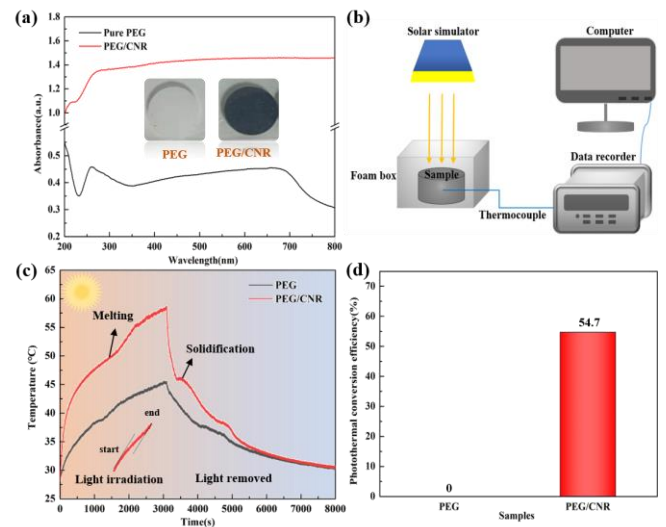 (a)
Pure PEG
PEG/CNR
1.8
1.6
1.4
1.2
1.0
0.5
0.4
0.3
0.2
Absorbance(a.u.)
PEG
PEG/CNR
200 300 400 500 600 700 800
Wavelength(nm)
(b)
Solar simulator
Computer
Foam box
Sample
Data recorder
Thermocouple
(c)
PEG
PEG/CNR
65
60
55
50
45
40
35
30
25
Temperature (℃)
Melting
Solidification
end
start
Light irradiation
Light removed
0 1000 2000 3000 4000 5000 6000 7000 8000
Time(s)
(d)
70
60
50
40
30
20
10
0
Photothermal conversion efficiency(%)
54.7
0
PEG
PEG/CNR
Samples